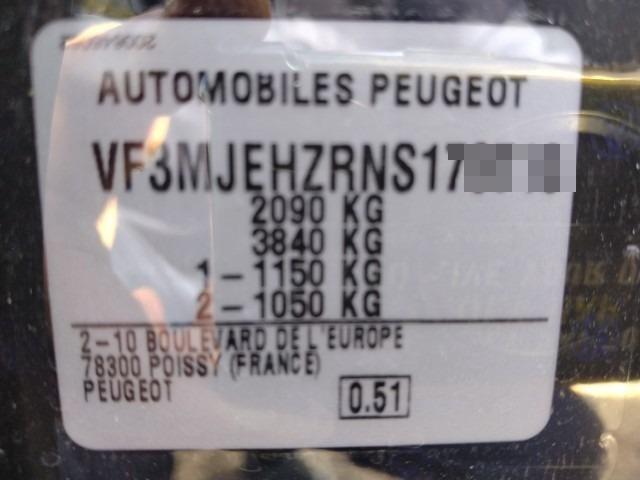 AUTOMOBILES PEUGEOT
VF3MJEHZRNS17
2090 KG
3840 KG
1 – 1150 KG
2 – 1050 KG
2–10 BOULEVARD DE L'EUROPE
78300 POISSY (FRANCE)
PEUGEOT
0.51